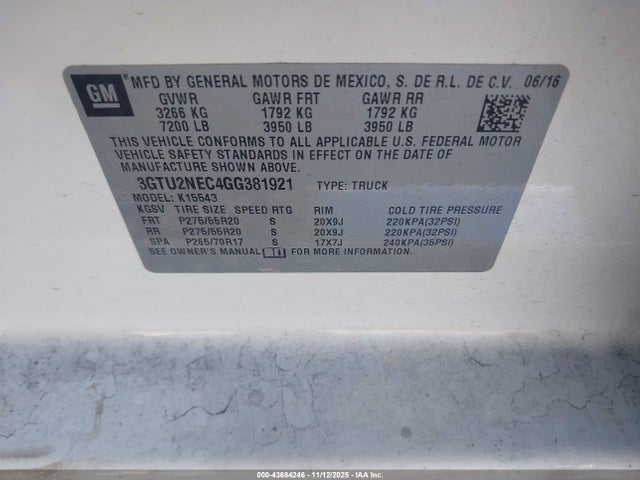 GM
MFD BY GENERAL MOTORS DE MEXICO, S. DE R.L. DE C.V. 06/16
GVWR GAWR FRT GAWR RR
3266 KG 1792 KG 1792 KG
7200 LB 3950 LB 3950 LB
THIS VEHICLE CONFORMS TO ALL APPLICABLE U.S. FEDERAL MOTOR
VEHICLE SAFETY STANDARDS IN EFFECT ON THE DATE OF
MANUFACTURE SHOWN ABOVE.
3GTU2NEC4GG381921 TYPE: TRUCK
MODEL: K15543
KGSV TIRE SIZE SPEED RTG RIM COLD TIRE PRESSURE
FRT P275/55R20 S 20X9J 220KPA(32PSI)
RR P275/55R20 S 20X9J 220KPA(32PSI)
SPA P265/70R17 S 17X7J 240KPA(35PSI)
SEE OWNER'S MANUAL FOR MORE INFORMATION.
000-43684246 - 11/12/2025 - IAAI.CA